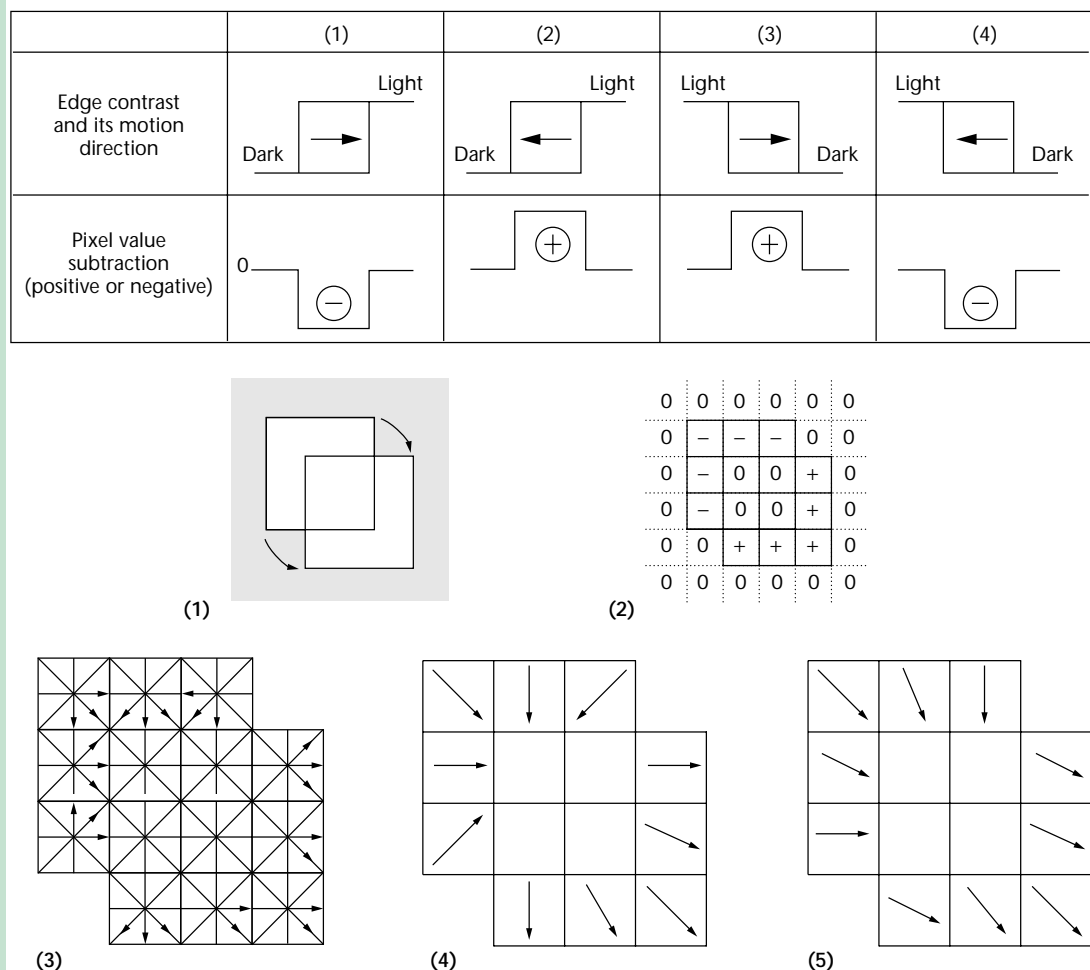 (1) (2) (3) (4)
Edge contrast
and its motion
direction
Dark Light
Dark Light
Light Dark
Light Dark
Pixel value
subtraction
(positive or negative)
0 − + + −
(1)
0 0 0 0 0 0
0 − − − 0 0
0 − 0 0 + 0
0 − 0 0 + 0
0 0 + + + 0
0 0 0 0 0 0
(2)
(3) (4) (5)